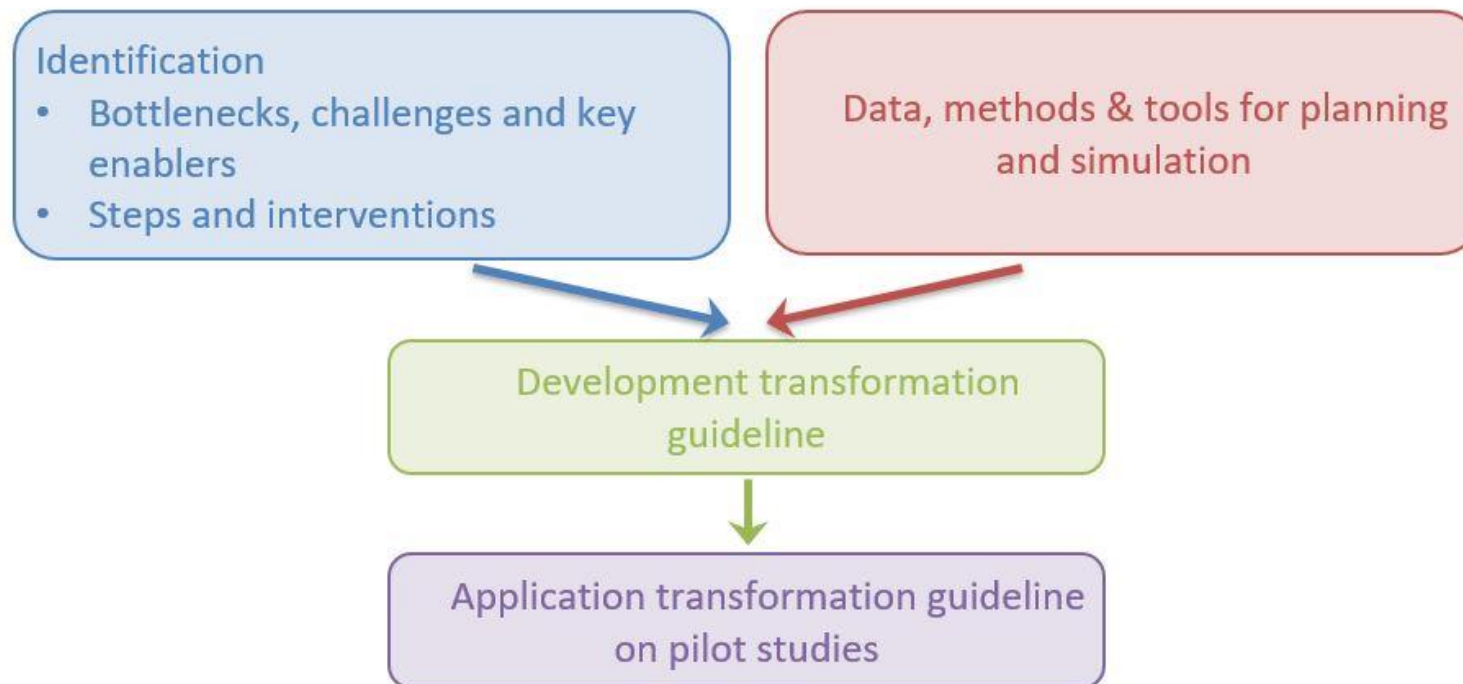 Identification
• Bottlenecks, challenges and key
enablers
• Steps and interventions
Data, methods & tools for planning
and simulation
Development transformation
guideline
Application transformation guideline
on pilot studies